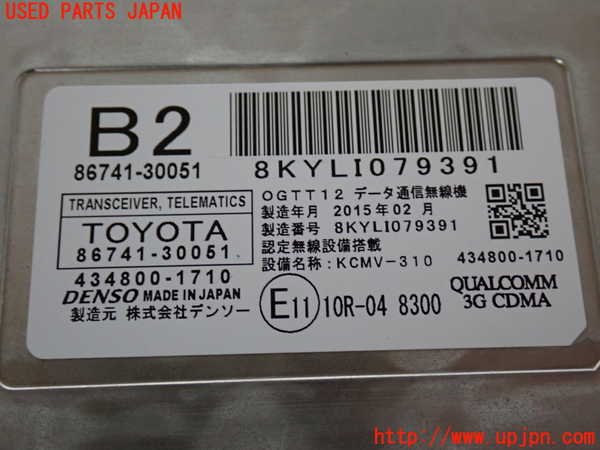 USED PARTS JAPAN
B2
86741-30051
8KYLI079391
TRANSCEIVER, TELEMATICS
TOYOTA
86741-30051
434800-1710
DENSO MADE IN JAPAN
製造元 株式会社デンソー
OGTT12 データ通信無線機
製造年月 2015年02 月
製造番号 8KYLI079391
認定無線設備搭載
設備名称:KCMV-310
434800-1710
E11 10R-04 8300
QUALCOMM
3G CDMA
http://www.upjpn.com/